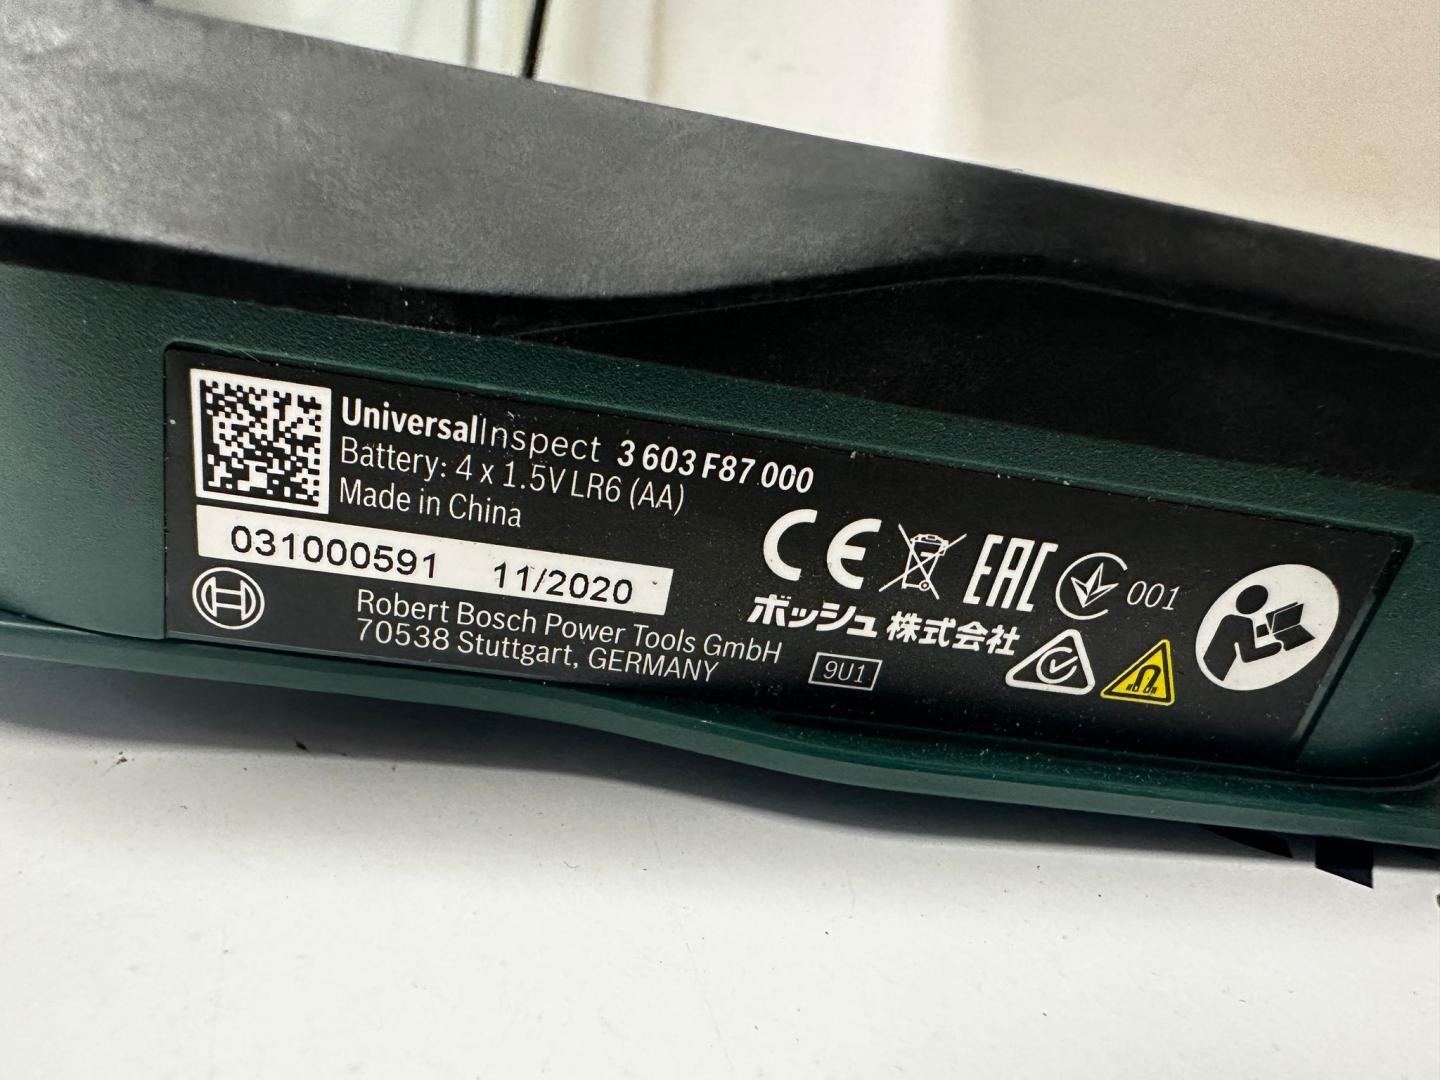 UniversalInspect 3 603 F87 000
Battery: 4 x 1.5V LR6 (AA)
Made in China
031000591 11/2020
Robert Bosch Power Tools GmbH
70538 Stuttgart, GERMANY
CE EAC 001
ボッシュ株式会社
9U1